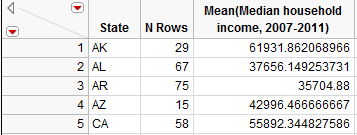 Mean(Median household
State N Rows income, 2007-2011)
1 AK 29 61931.862068966
2 AL 67 37656.149253731
3 AR 75 35704.88
4 AZ 15 42996.466666667
5 CA 58 55892.344827586